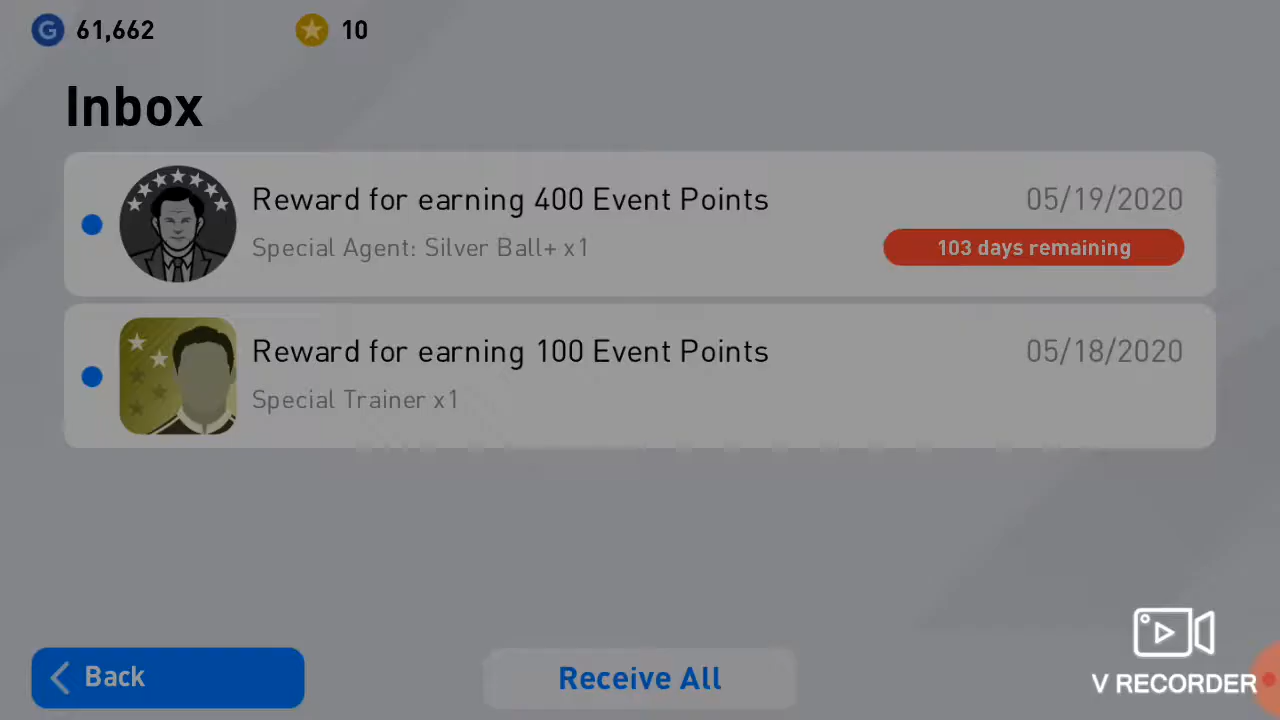 G 61,662 10
Inbox
Reward for earning 400 Event Points 05/19/2020
Special Agent: Silver Ball+ x1 103 days remaining
Reward for earning 100 Event Points 05/18/2020
Special Trainer x1
Back Receive All
V RECORDER